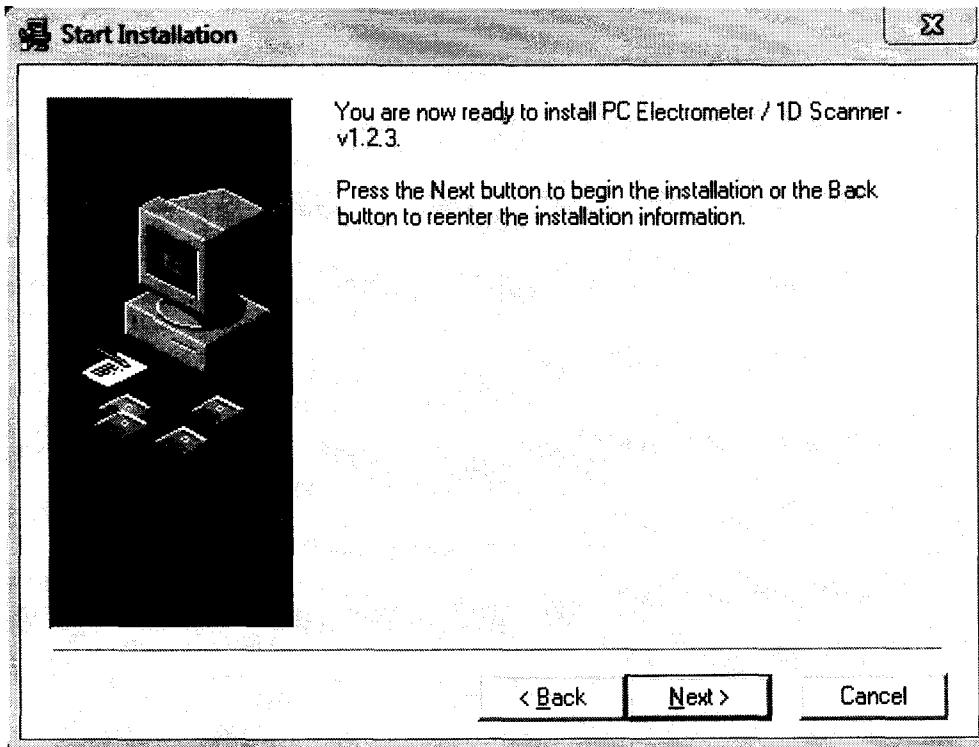 Start Installation
You are now ready to install PC Electrometer / 1D Scanner -
v1.2.3.
Press the Next button to begin the installation or the Back
button to reenter the installation information.
< Back
Next >
Cancel